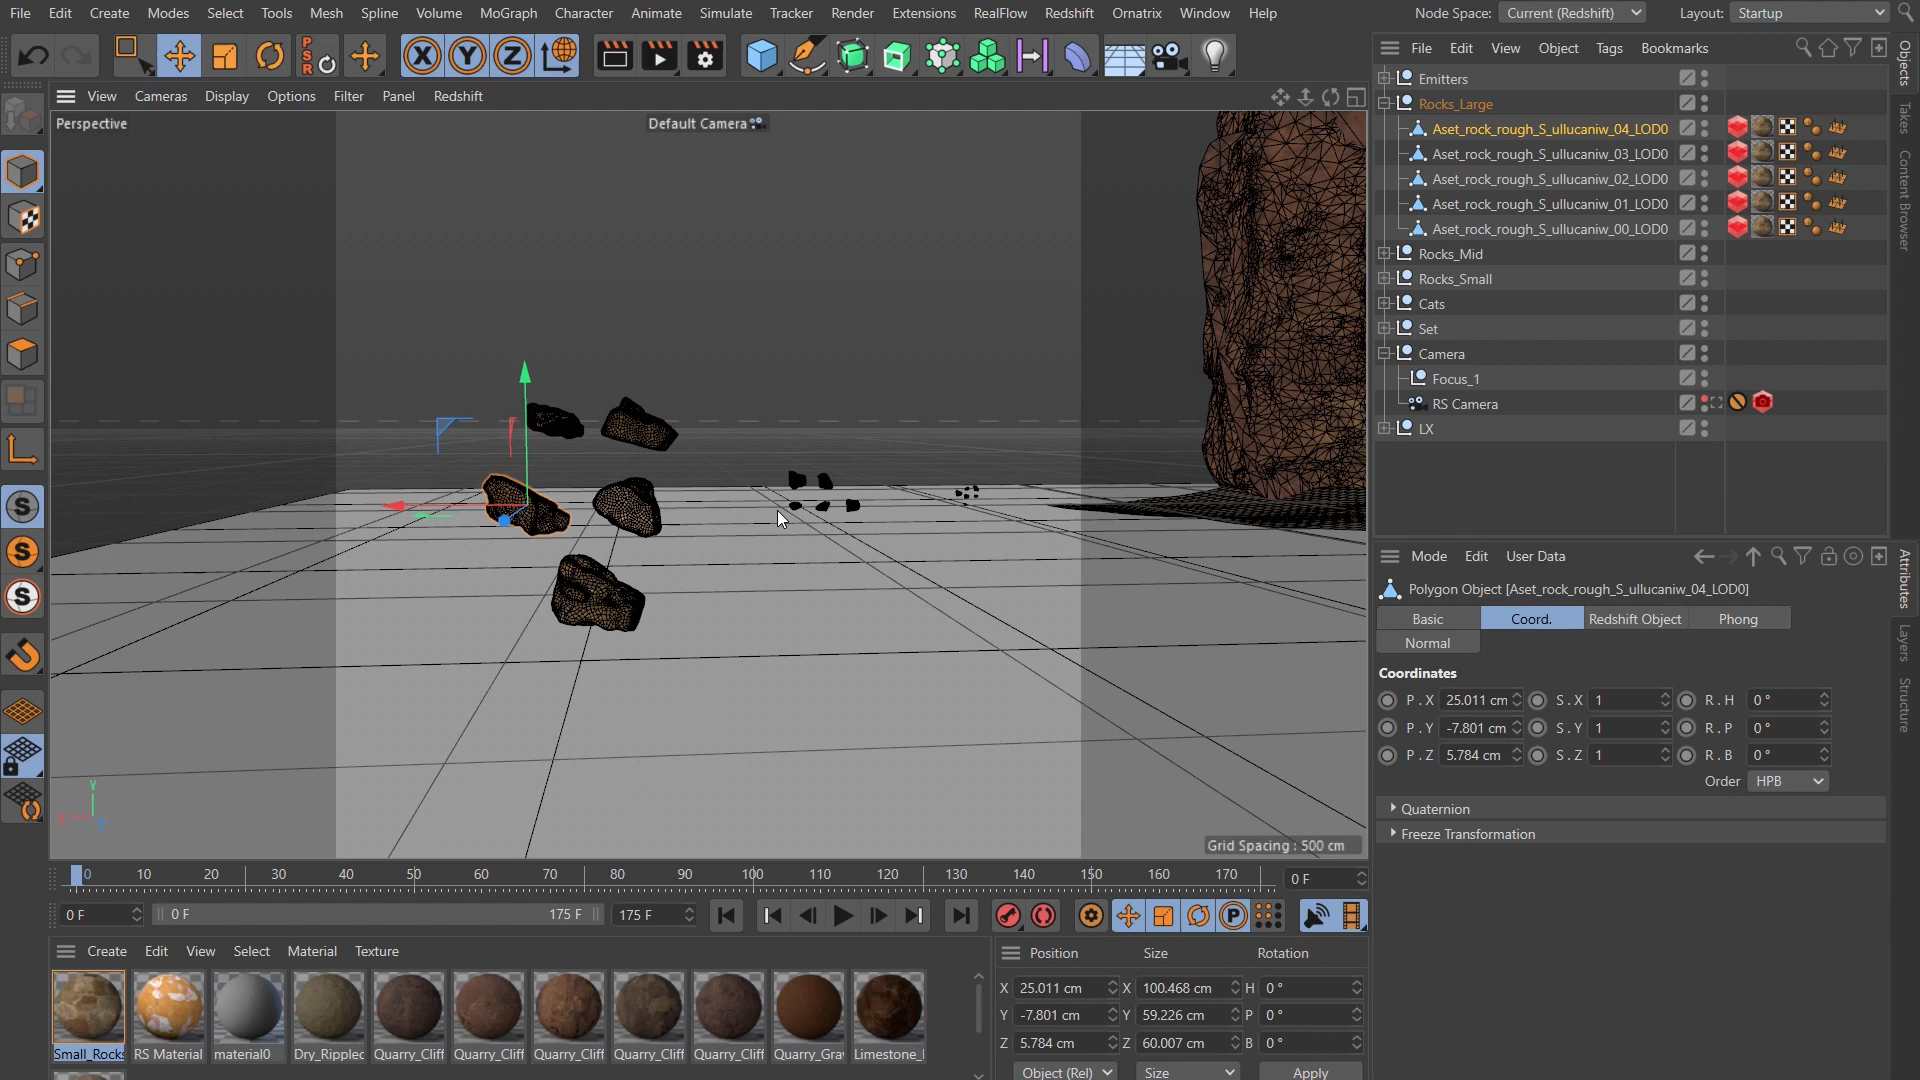 File Edit Create Modes Select Tools Mesh Spline Volume MoGraph Character Animate Simulate Tracker Render Extensions RealFlow Redshift Ornatrix Window Help Node Space: Current (Redshift) Layout: Startup
P S R
X Y Z
File Edit View Object Tags Bookmarks
View Cameras Display Options Filter Panel Redshift
Perspective
Default Camera
Emitters
Rocks_Large
Aset_rock_rough_S_ullucaniw_04_LOD0
Aset_rock_rough_S_ullucaniw_03_LOD0
Aset_rock_rough_S_ullucaniw_02_LOD0
Aset_rock_rough_S_ullucaniw_01_LOD0
Aset_rock_rough_S_ullucaniw_00_LOD0
Rocks_Mid
Rocks_Small
Cats
Set
Camera
Focus_1
RS Camera
LX
Objects
Takes
Content Browser
S
S
S
Y
Grid Spacing : 500 cm
Mode Edit User Data
Polygon Object [Aset_rock_rough_S_ullucaniw_04_LOD0]
Basic Coord. Redshift Object Phong
Normal
Coordinates
P . X 25.011 cm S . X 1 R . H 0 °
P . Y -7.801 cm S . Y 1 R . P 0 °
P . Z 5.784 cm S . Z 1 R . B 0 °
Order HPB
Quaternion
Freeze Transformation
Attributes
Layers
Structure
0 10 20 30 40 50 60 70 80 90 100 110 120 130 140 150 160 170 0 F
0 F 0 F 175 F 175 F P
Create Edit View Select Material Texture
Small_Rocks RS Material material0 Dry_Ripplec Quarry_Cliff Quarry_Cliff Quarry_Cliff Quarry_Cliff Quarry_Cliff Quarry_Gra Limestone_
Position Size Rotation
X 25.011 cm X 100.468 cm H 0 °
Y -7.801 cm Y 59.226 cm P 0 °
Z 5.784 cm Z 60.007 cm B 0 °
Object (Rel) Size Apply